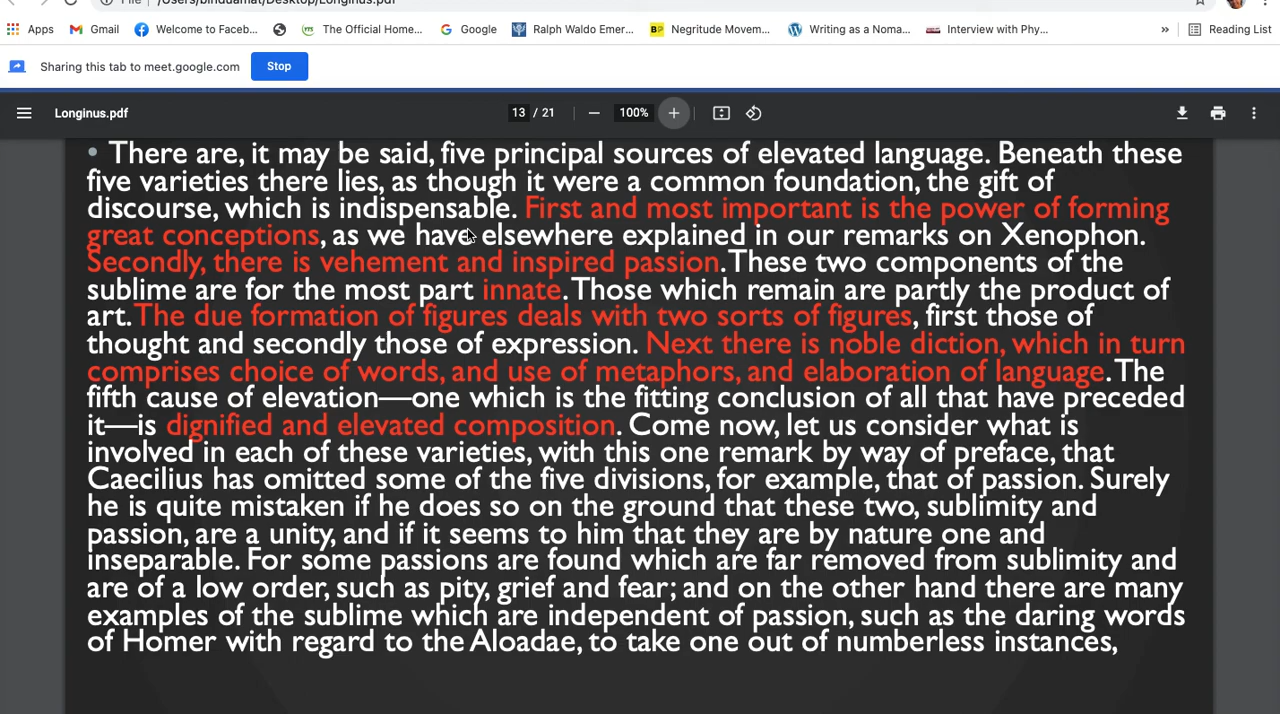 /Users/binduamat/Desktop/Longinus.pdf
Apps Gmail Welcome to Faceb... The Official Home... Google Ralph Waldo Emer... BP Negritude Movem... Writing as a Noma... Interview with Phy... » Reading List
Sharing this tab to meet.google.com Stop
Longinus.pdf 13 / 21 — 100% +
• There are, it may be said, five principal sources of elevated language. Beneath these
five varieties there lies, as though it were a common foundation, the gift of
discourse, which is indispensable. First and most important is the power of forming
great conceptions, as we have elsewhere explained in our remarks on Xenophon.
Secondly, there is vehement and inspired passion. These two components of the
sublime are for the most part innate. Those which remain are partly the product of
art. The due formation of figures deals with two sorts of figures, first those of
thought and secondly those of expression. Next there is noble diction, which in turn
comprises choice of words, and use of metaphors, and elaboration of language. The
fifth cause of elevation—one which is the fitting conclusion of all that have preceded
it—is dignified and elevated composition. Come now, let us consider what is
involved in each of these varieties, with this one remark by way of preface, that
Caecilius has omitted some of the five divisions, for example, that of passion. Surely
he is quite mistaken if he does so on the ground that these two, sublimity and
passion, are a unity, and if it seems to him that they are by nature one and
inseparable. For some passions are found which are far removed from sublimity and
are of a low order, such as pity, grief and fear; and on the other hand there are many
examples of the sublime which are independent of passion, such as the daring words
of Homer with regard to the Aloadae, to take one out of numberless instances,